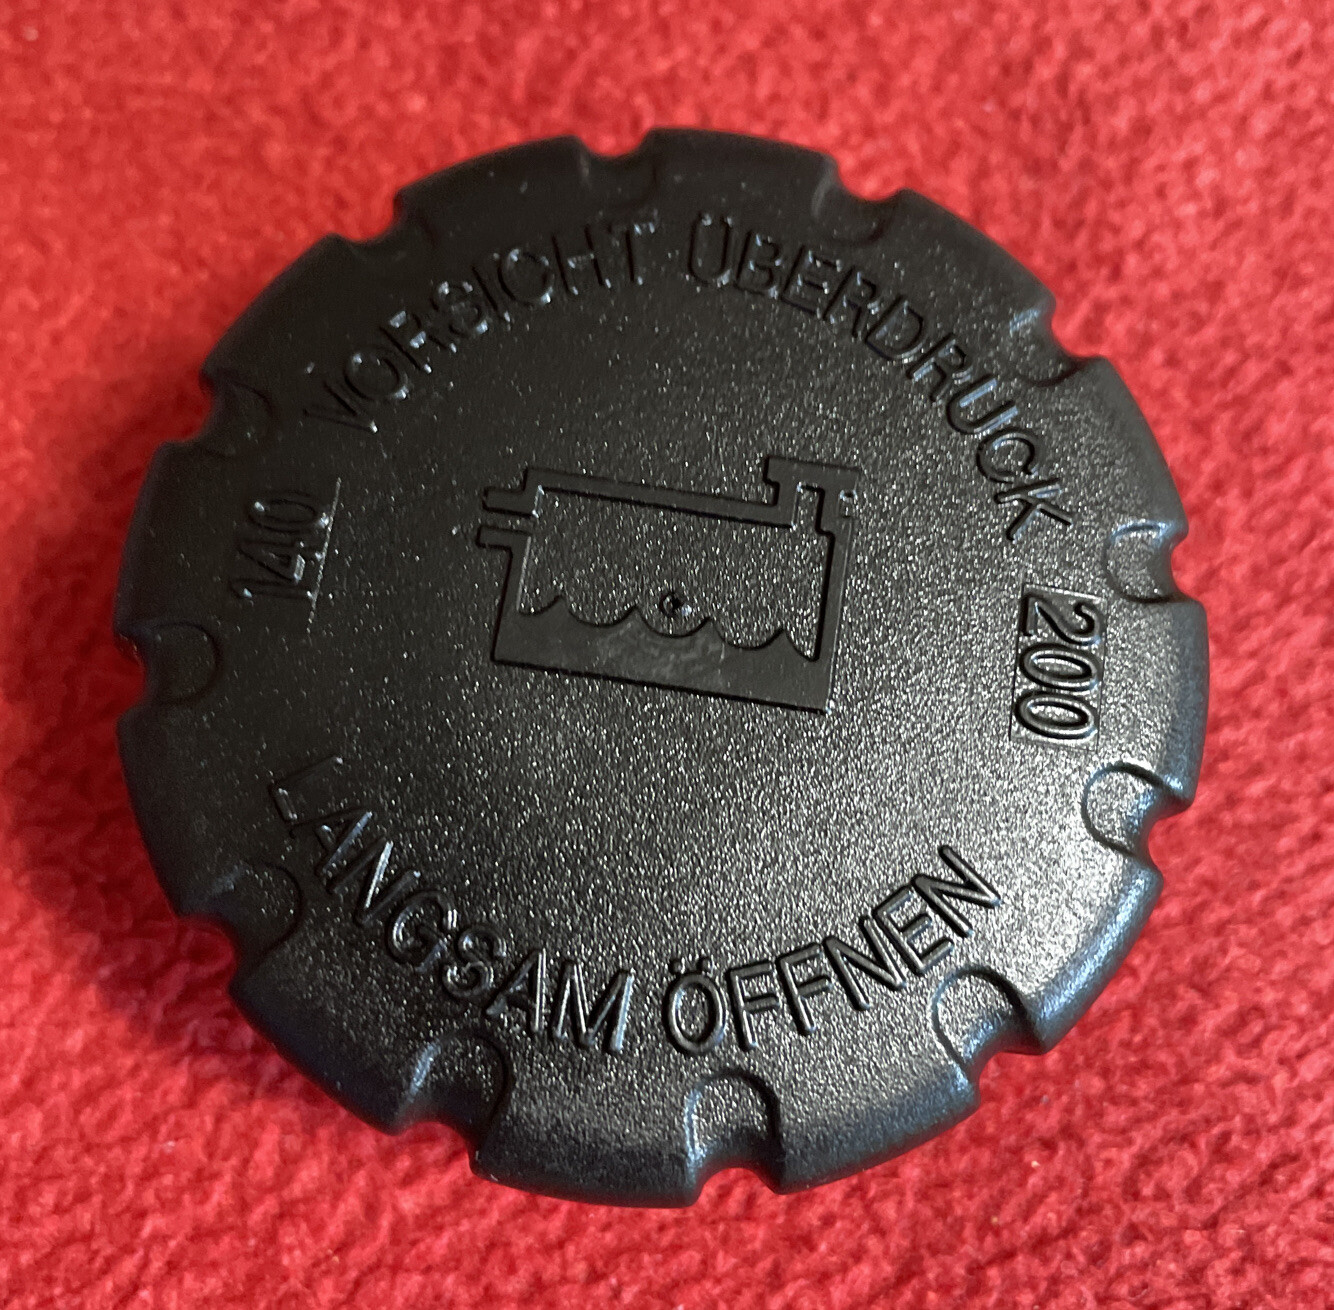 VORSICHT ÜBERDRUCK
140
200
LANGSAM ÖFFNEN